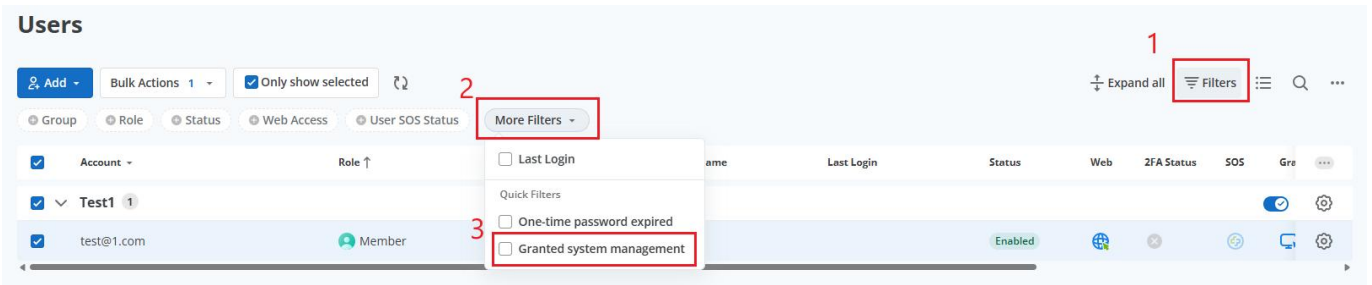 Users
1
Add
Bulk Actions 1
Only show selected
2
Expand all
Filters
Group
Role
Status
Web Access
User SOS Status
More Filters
Last Login
Account
Role ↑
ame
Last Login
Status
Web
2FA Status
SOS
Gra
Quick Filters
Test1 1
One-time password expired
3
test@1.com
Member
Granted system management
Enabled